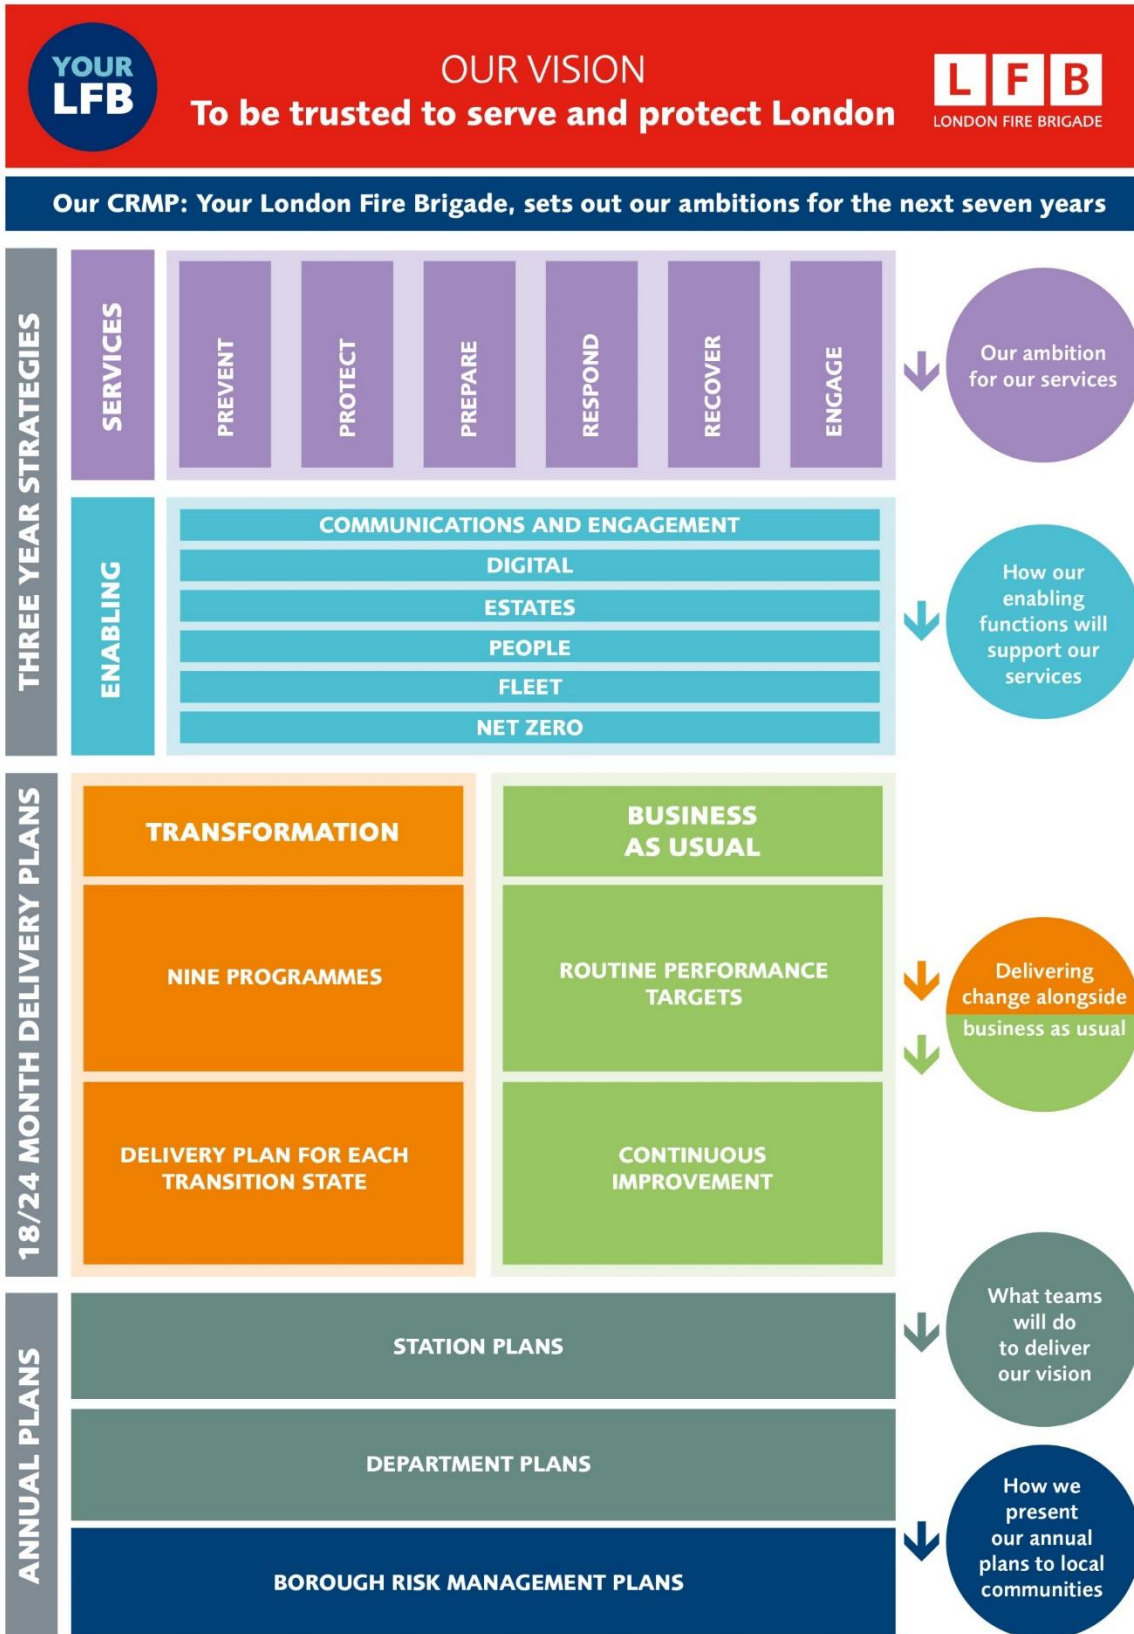 YOUR
LFB
OUR VISION
To be trusted to serve and protect London
L F B
LONDON FIRE BRIGADE
Our CRMP: Your London Fire Brigade, sets out our ambitions for the next seven years
THREE YEAR STRATEGIES
SERVICES
PREVENT
PROTECT
PREPARE
RESPOND
RECOVER
ENGAGE
Our ambition
for our services
ENABLING
COMMUNICATIONS AND ENGAGEMENT
DIGITAL
ESTATES
PEOPLE
FLEET
NET ZERO
How our
enabling
functions will
support our
services
18/24 MONTH DELIVERY PLANS
TRANSFORMATION
NINE PROGRAMMES
DELIVERY PLAN FOR EACH
TRANSITION STATE
BUSINESS
AS USUAL
ROUTINE PERFORMANCE
TARGETS
CONTINUOUS
IMPROVEMENT
Delivering
change alongside
business as usual
ANNUAL PLANS
STATION PLANS
DEPARTMENT PLANS
What teams
will do
to deliver
our vision
BOROUGH RISK MANAGEMENT PLANS
How we
present
our annual
plans to local
communities